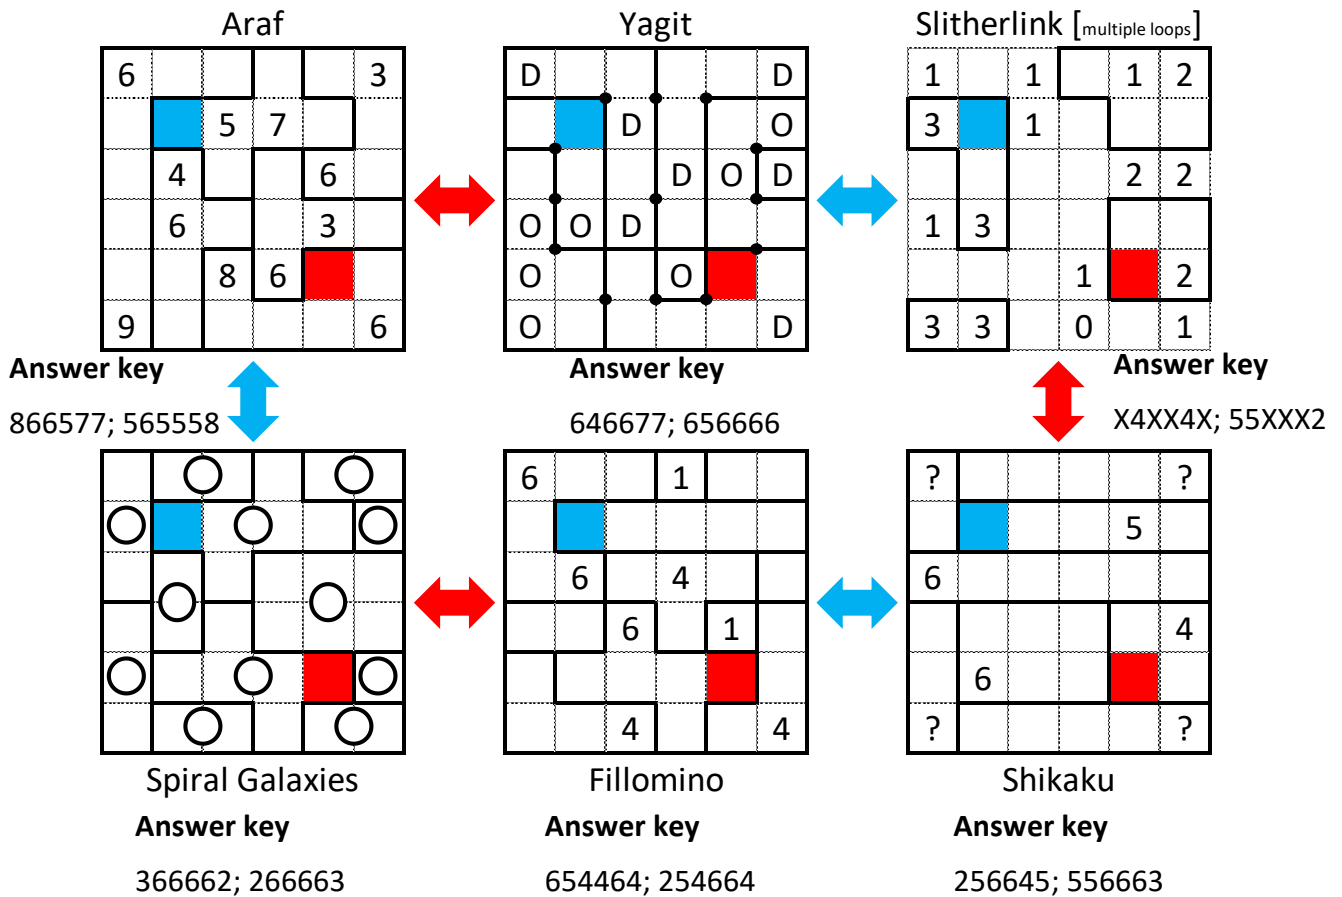 Araf Yagit Slitherlink [multiple loops]
6 3 D D 1 1 1 2
5 7 D O 3 1
4 6 D O D 2 2
6 3 O O D 1 3
8 6 O O 1 2
9 6 O D 3 3 0 1
Answer key Answer key Answer key
866577; 565558 646677; 656666 X4XX4X; 55XXX2
6 1 ? ?
5
6 4 6
6 1 4
6
4 4 ? ?
Spiral Galaxies Fillomino Shikaku
Answer key Answer key Answer key
366662; 266663 654464; 254664 256645; 556663